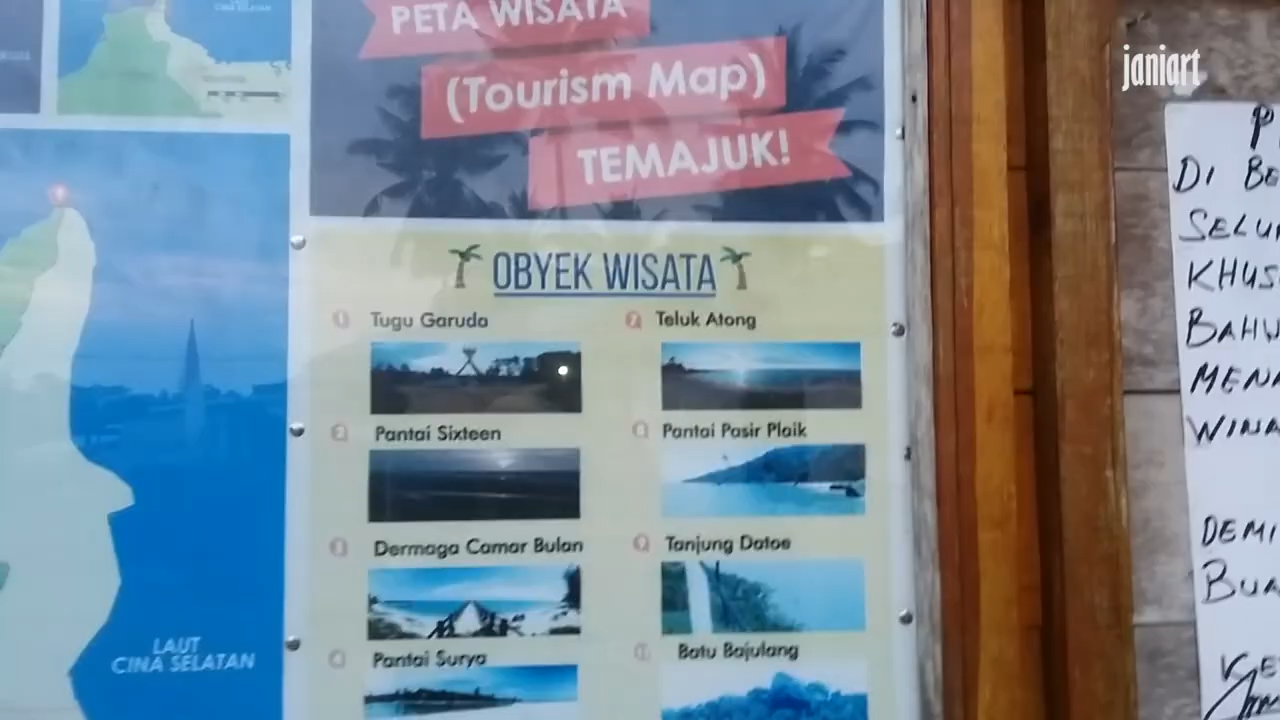 janiart
PETA WISATA
(Tourism Map)
TEMAJUK!
OBYEK WISATA
Tugu Garuda
Teluk Atong
Pantai Sixteen
Pantai Pasir Plaik
Dermaga Camar Bulan
Tanjung Datoe
Pantai Surya
Batu Bajulang
LAUT
CINA SELATAN
DI BE
SELU
KHUS
BAHW
MENA
WINA
DEMI
BUA